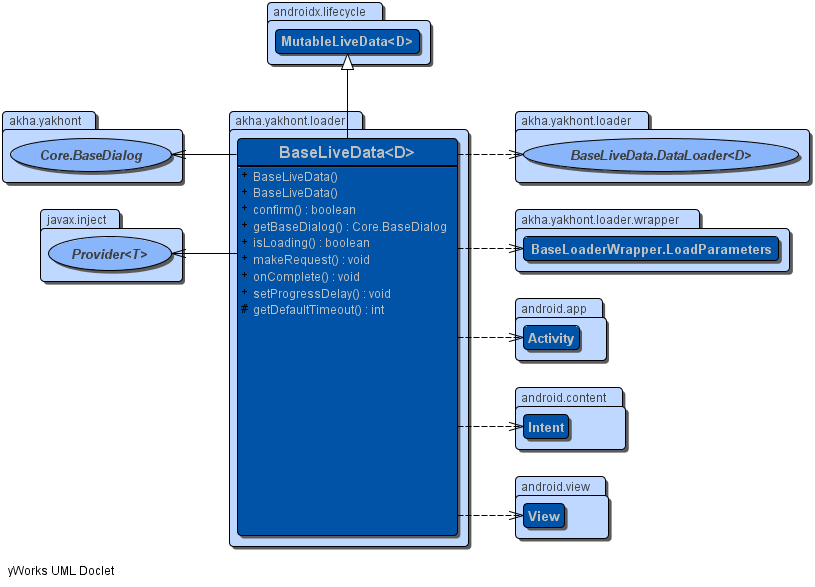 androidx.lifecycle
MutableLiveData<D>
akha.yakhont
Core.BaseDialog
javax.inject
Provider<T>
akha.yakhont.loader
BaseLiveData<D>
+ BaseLiveData()
+ BaseLiveData()
+ confirm() : boolean
+ getBaseDialog() : Core.BaseDialog
+ isLoading() : boolean
+ makeRequest() : void
+ onComplete() : void
+ setProgressDelay() : void
# getDefaultTimeout() : int
akha.yakhont.loader
BaseLiveData.DataLoader<D>
akha.yakhont.loader.wrapper
BaseLoaderWrapper.LoadParameters
android.app
Activity
android.content
Intent
android.view
View
yWorks UML Doclet